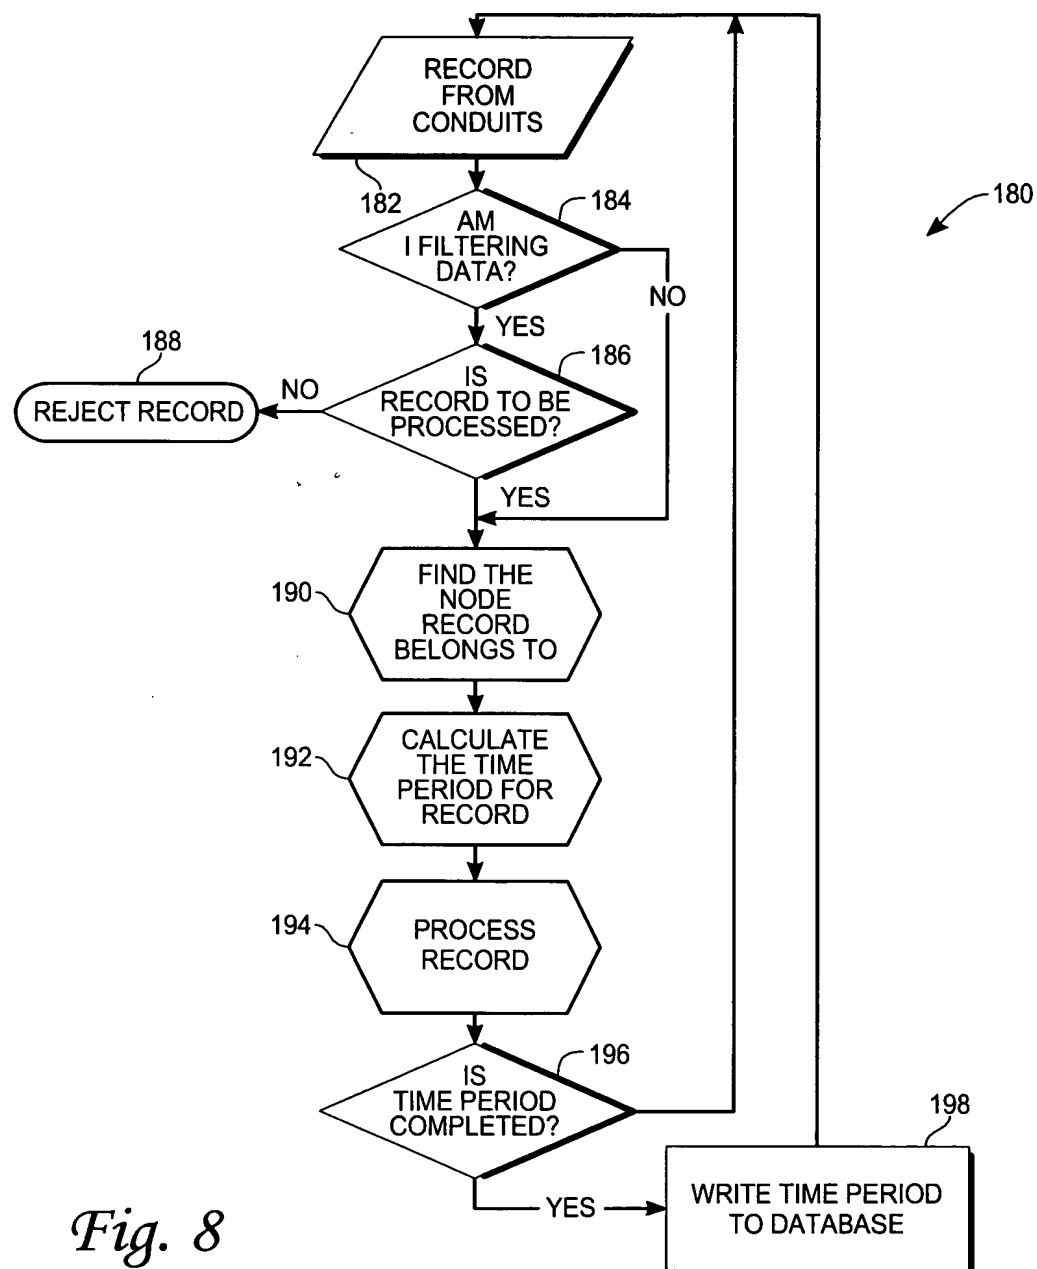 RECORD
FROM
CONDUITS
182
184
180
AM
I FILTERING
DATA?
NO
YES
188
186
REJECT RECORD
NO
IS
RECORD TO BE
PROCESSED?
YES
190
FIND THE
NODE
RECORD
BELONGS TO
192
CALCULATE
THE TIME
PERIOD FOR
RECORD
194
PROCESS
RECORD
196
IS
TIME PERIOD
COMPLETED?
198
YES
WRITE TIME PERIOD
TO DATABASE
Fig. 8